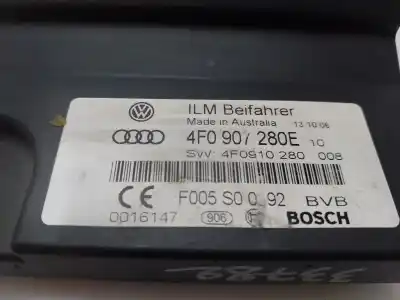 ILM Beifahrer
Made in Australia 13.10.06
4F0 907 280E 10
SW: 4F0910 280 008
CE F005 S00 92 BVB
0016147 906 BOSCH